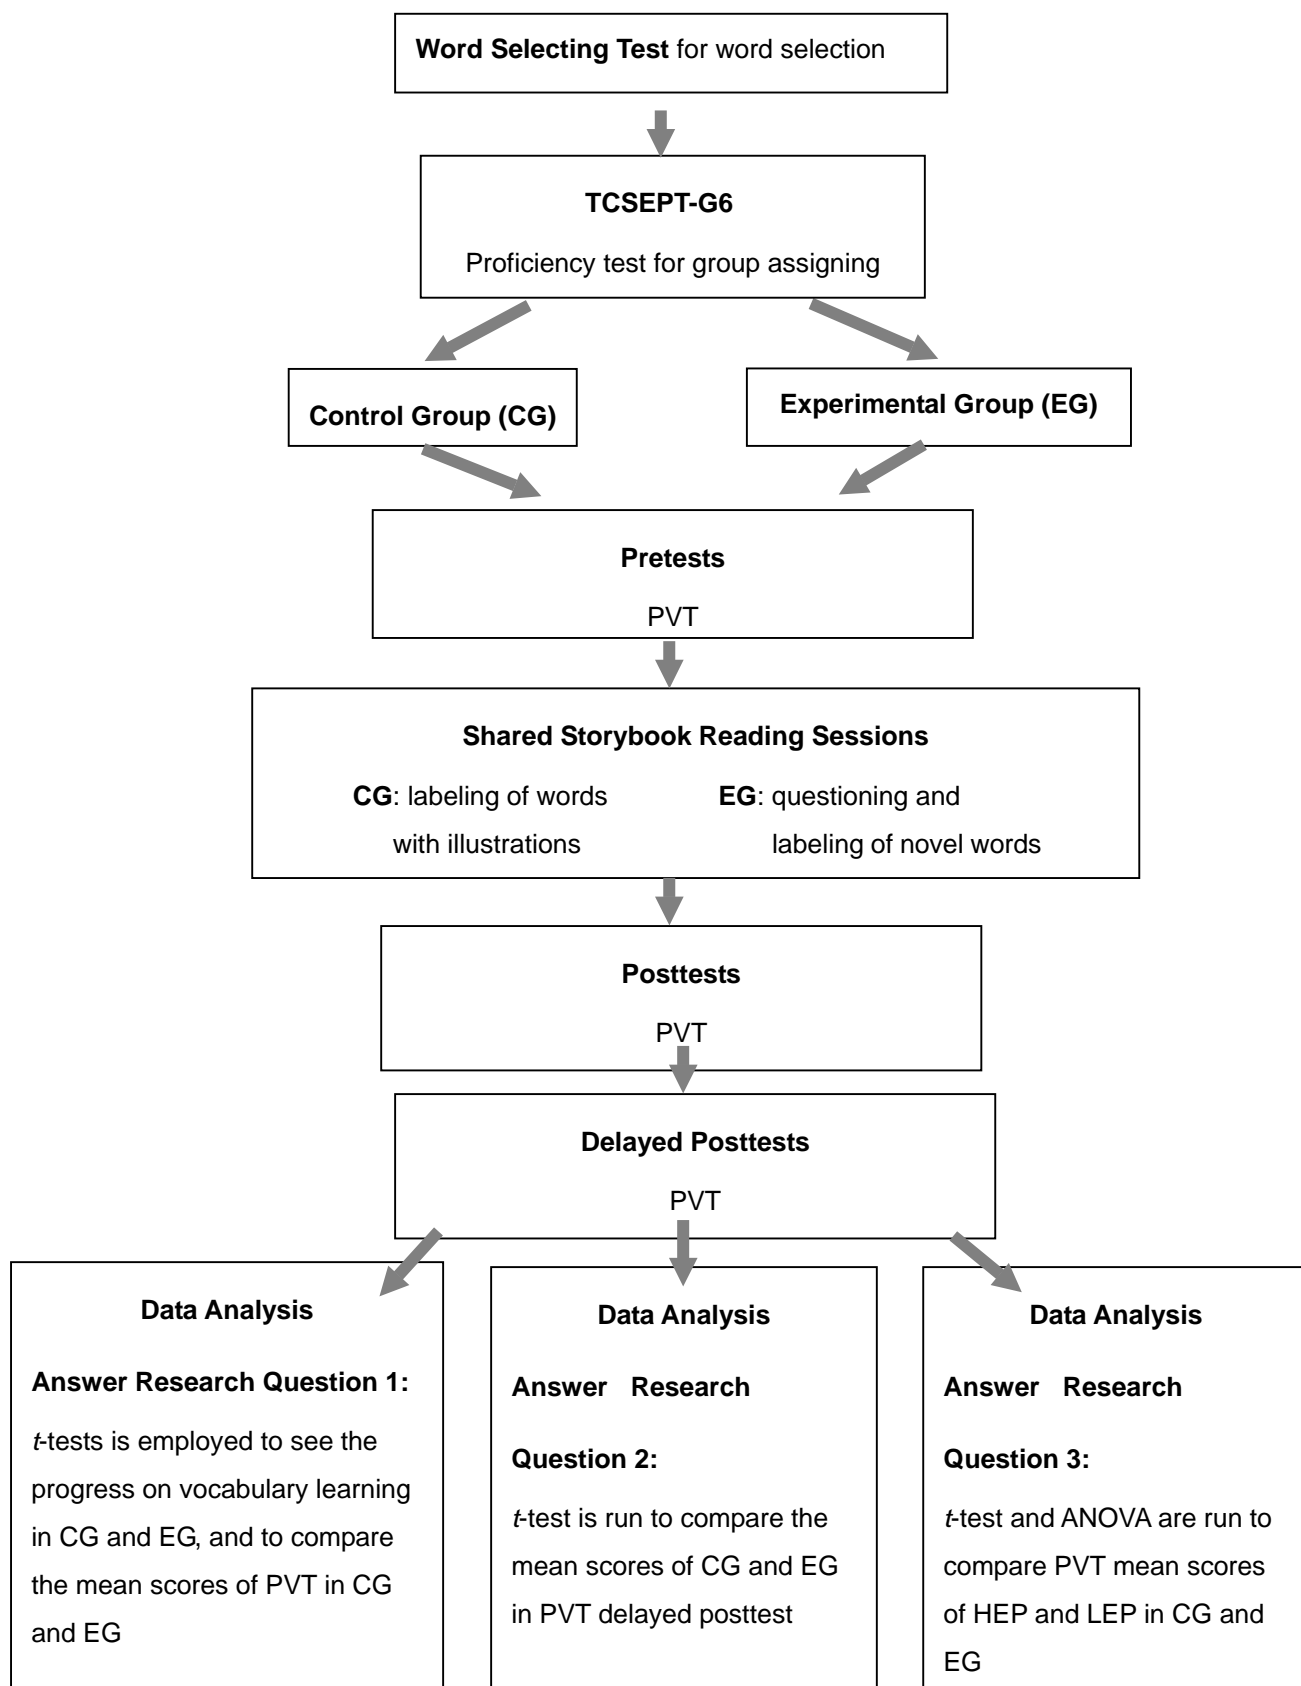 Word Selecting Test for word selection
TCSEPT-G6
Proficiency test for group assigning
Control Group (CG)
Experimental Group (EG)
Pretests
PVT
Shared Storybook Reading Sessions
CG: labeling of words
with illustrations
EG: questioning and
labeling of novel words
Posttests
PVT
Delayed Posttests
PVT
Data Analysis
Answer Research Question 1:
t-tests is employed to see the
progress on vocabulary learning
in CG and EG, and to compare
the mean scores of PVT in CG
and EG
Data Analysis
Answer Research
Question 2:
t-test is run to compare the
mean scores of CG and EG
in PVT delayed posttest
Data Analysis
Answer Research
Question 3:
t-test and ANOVA are run to
compare PVT mean scores
of HEP and LEP in CG and
EG